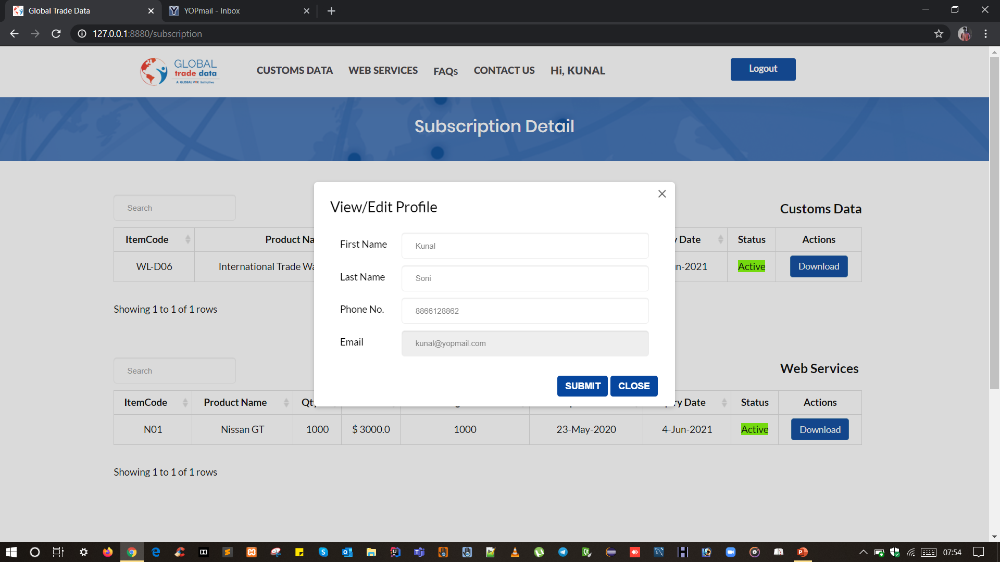 Global Trade Data
YOPmail - Inbox
127.0.0.1:8880/subscription
GLOBAL
trade data
A GLOBAL VOX Initiative
CUSTOMS DATA WEB SERVICES FAQs CONTACT US Hi, KUNAL
Logout
Subscription Detail
View/Edit Profile
First Name Kunal
Last Name Soni
Phone No. 8866128862
Email kunal@yopmail.com
SUBMIT CLOSE
Search
Customs Data
ItemCode Product Na Date Status Actions
WL-D06 International Trade n-2021 Active Download
Showing 1 to 1 of 1 rows
Search
Web Services
ItemCode Product Name Qty Date Status Actions
N01 Nissan GT 1000 $ 3000.0 1000 23-May-2020 4-Jun-2021 Active Download
Showing 1 to 1 of 1 rows
07:54